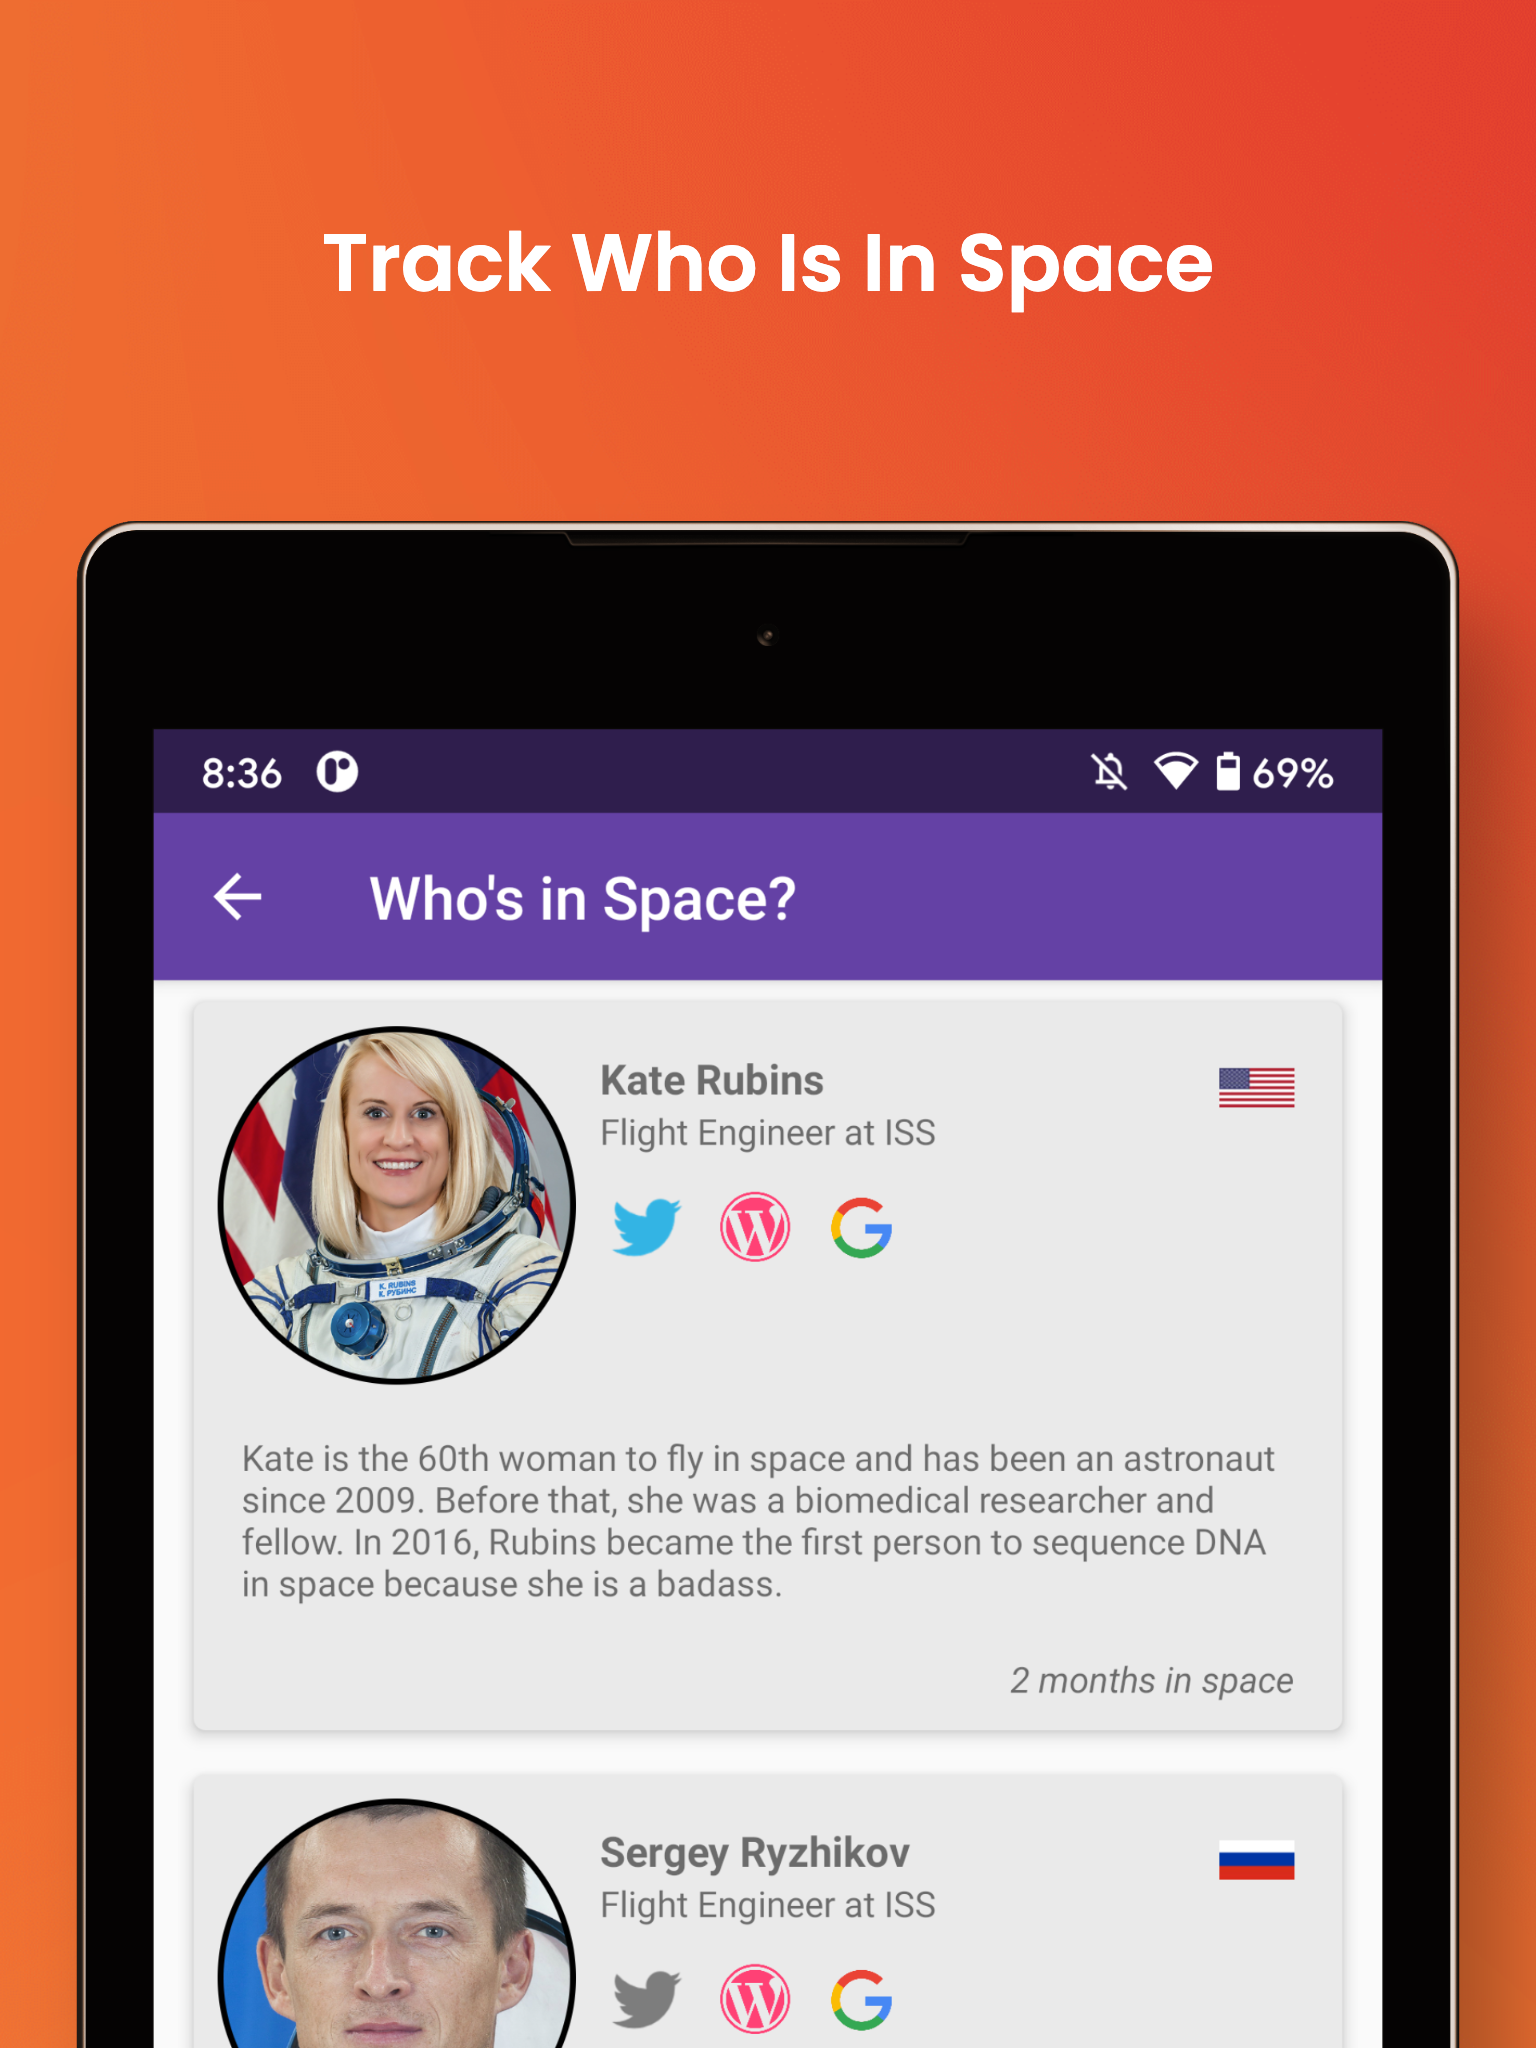 Track Who Is In Space
8:36
69%
Who's in Space?
Kate Rubins
Flight Engineer at ISS
K. RUBINS
К. РУБИНС
Kate is the 60th woman to fly in space and has been an astronaut
since 2009. Before that, she was a biomedical researcher and
fellow. In 2016, Rubins became the first person to sequence DNA
in space because she is a badass.
2 months in space
Sergey Ryzhikov
Flight Engineer at ISS